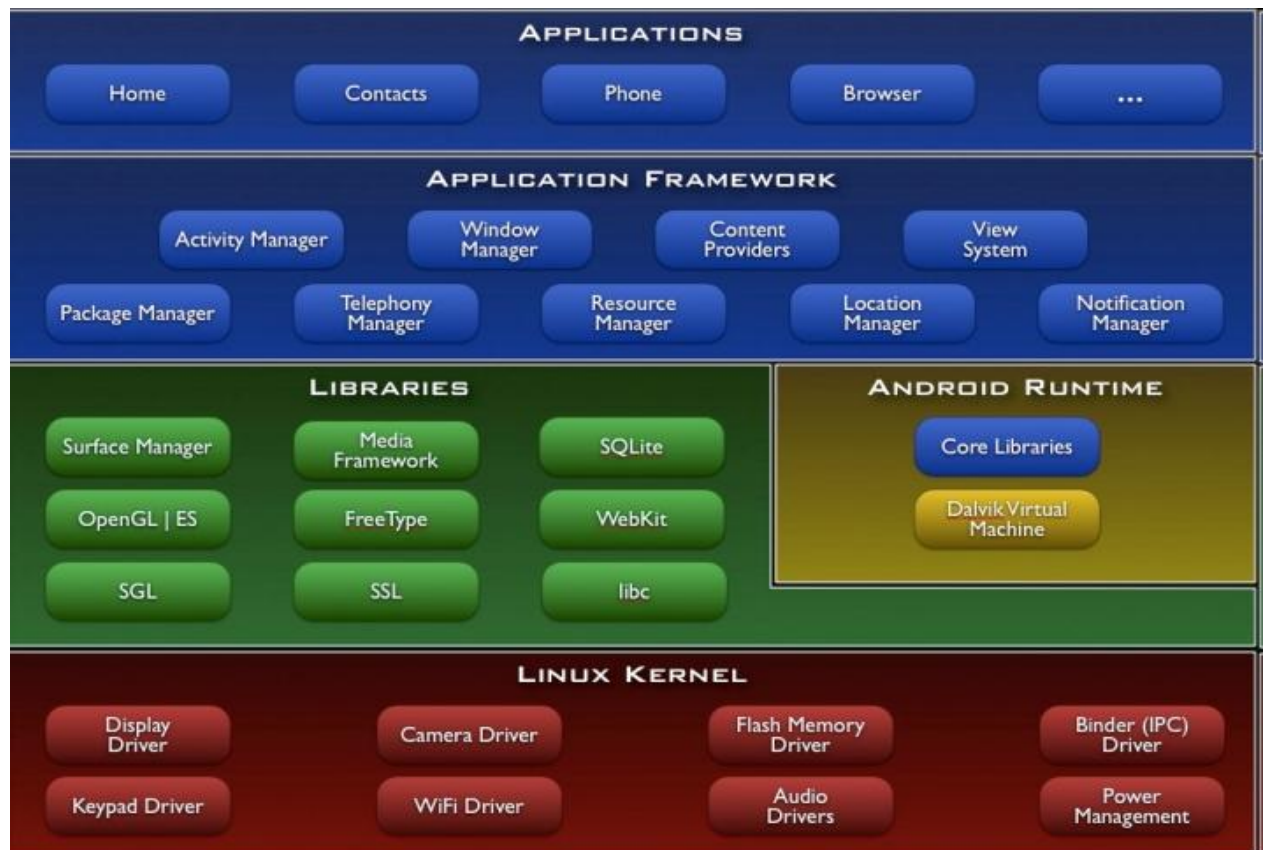 APPLICATIONS
Home
Contacts
Phone
Browser
...
APPLICATION FRAMEWORK
Activity Manager
Window
Manager
Content
Providers
View
System
Package Manager
Telephony
Manager
Resource
Manager
Location
Manager
Notification
Manager
LIBRARIES
Surface Manager
Media
Framework
SQLite
OpenGL | ES
FreeType
WebKit
SGL
SSL
libc
ANDROID RUNTIME
Core Libraries
Dalvik Virtual
Machine
LINUX KERNEL
Display
Driver
Camera Driver
Flash Memory
Driver
Binder (IPC)
Driver
Keypad Driver
WiFi Driver
Audio
Drivers
Power
Management